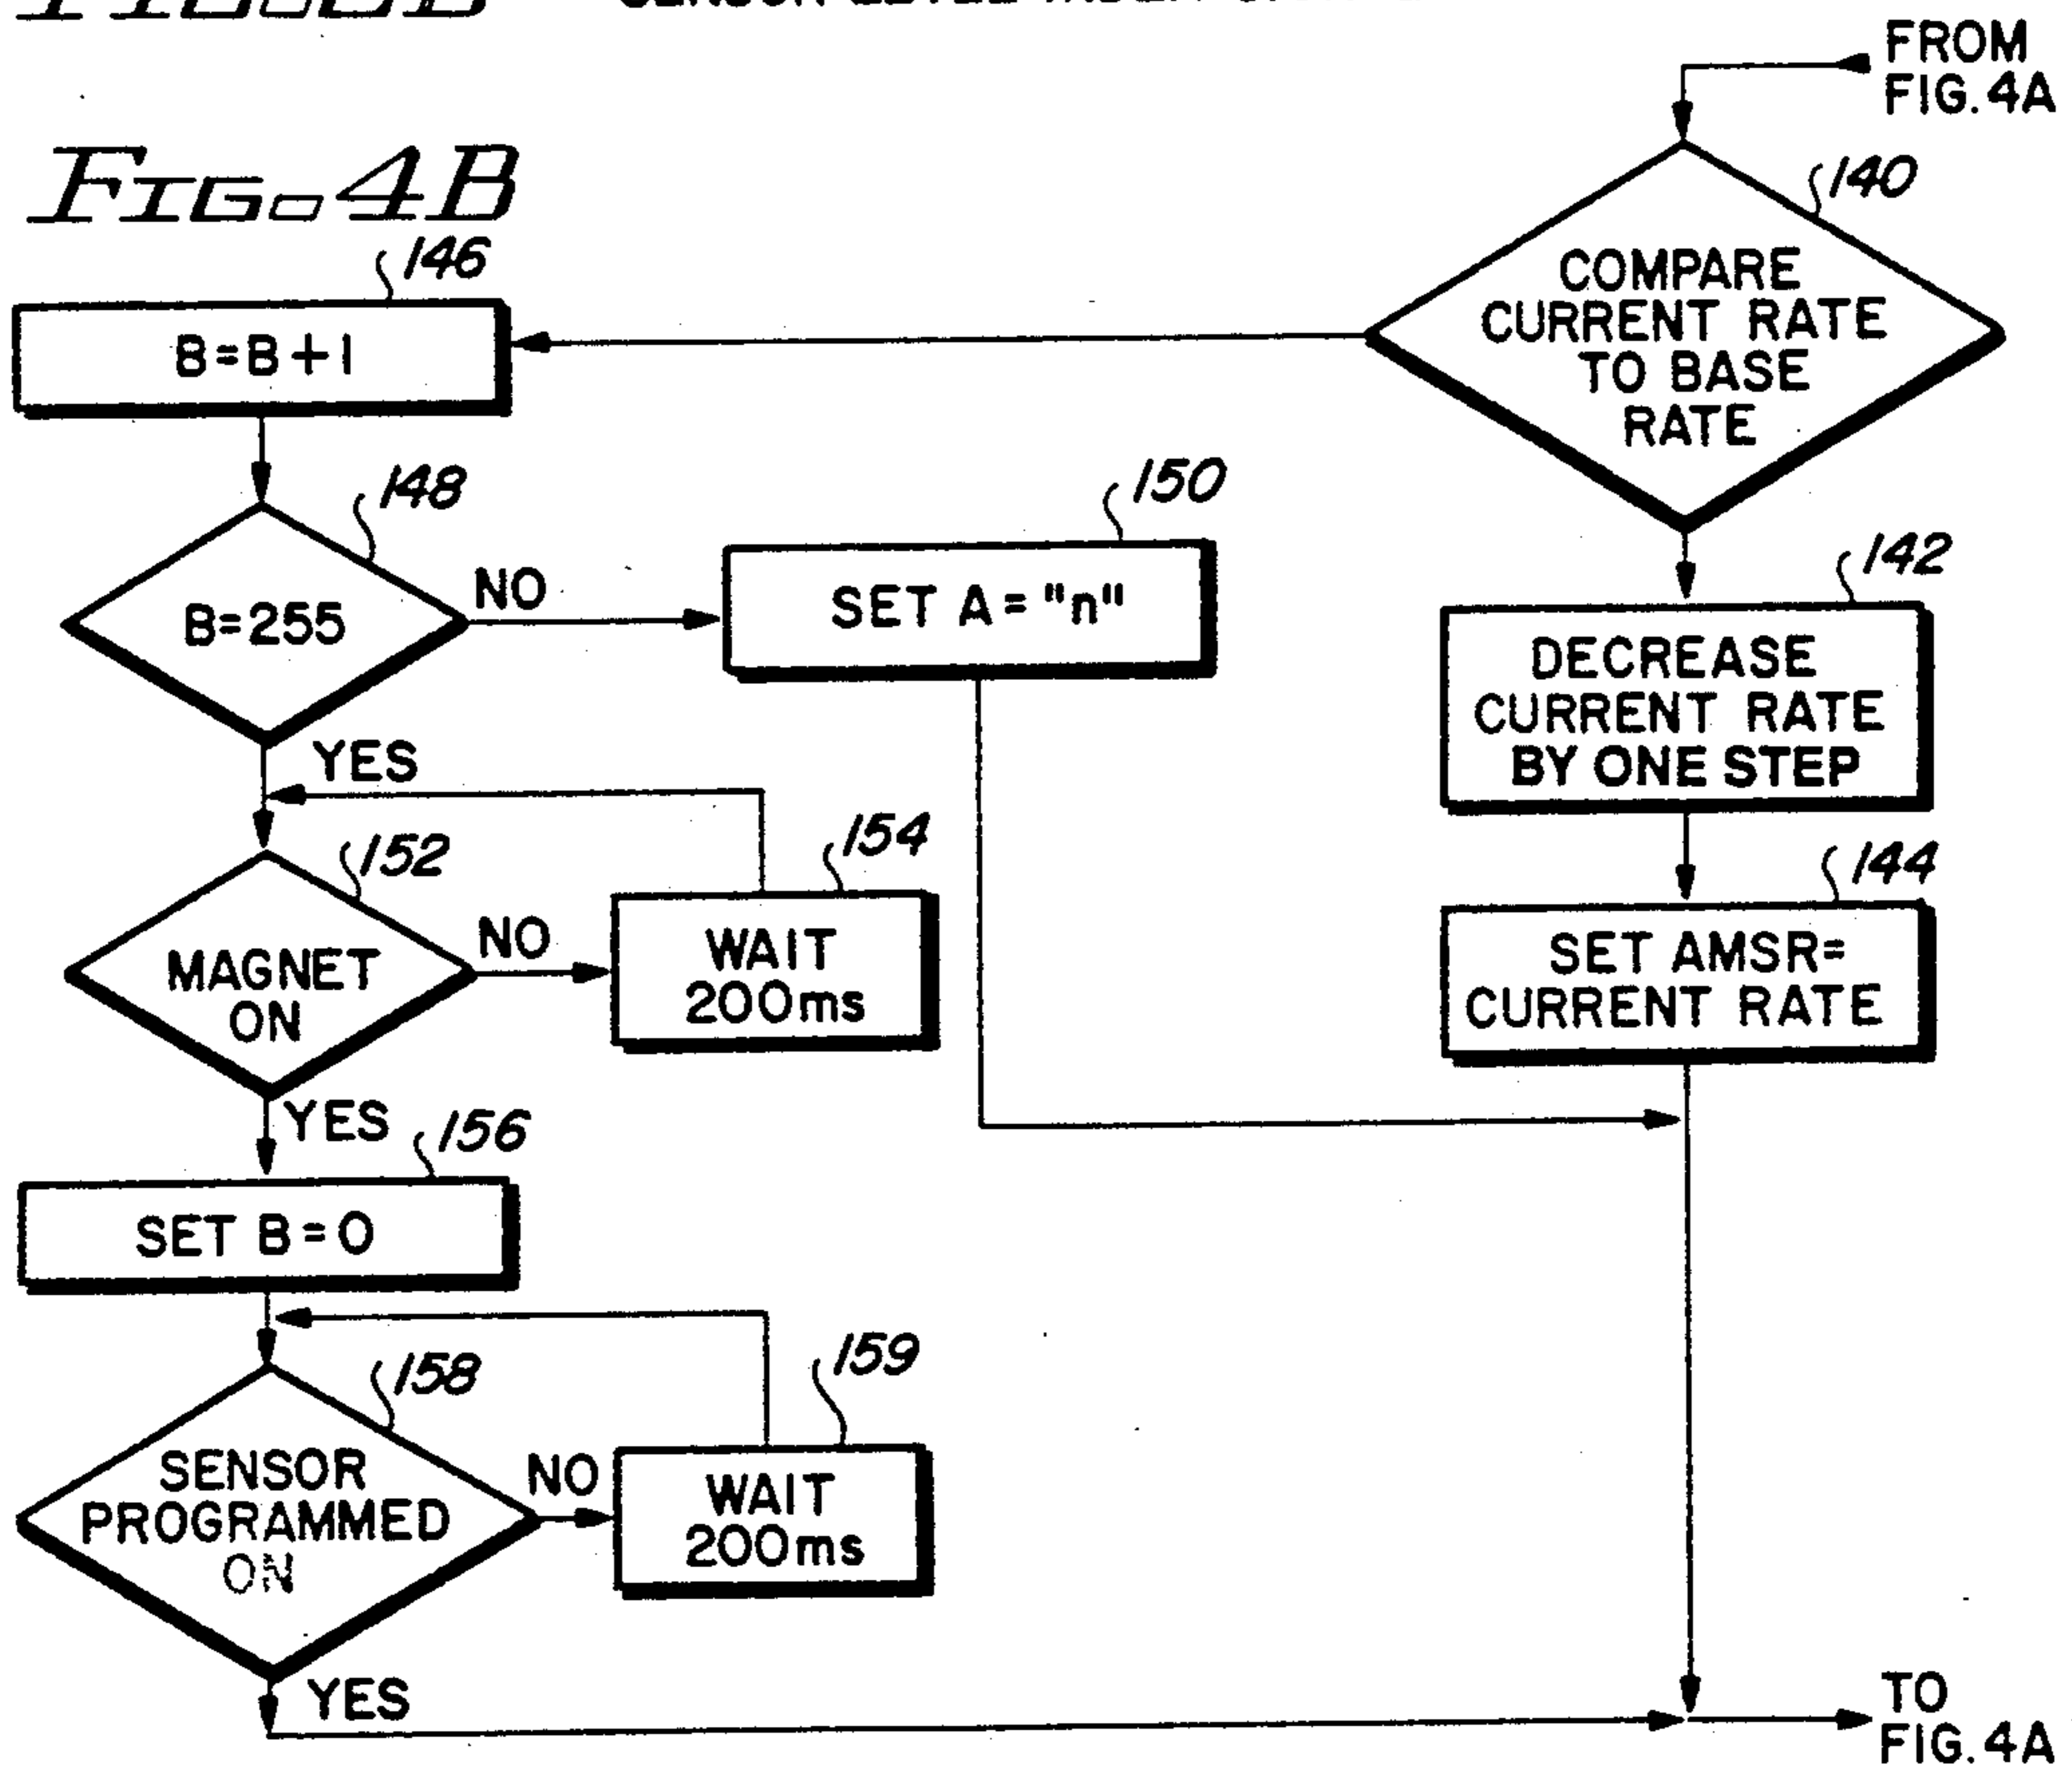 FROM
FIG. 4A
FIG. 4B
140
COMPARE
CURRENT RATE
TO BASE
RATE
146
B=B+1
148
B=255
NO
YES
150
SET A="n"
142
DECREASE
CURRENT RATE
BY ONE STEP
144
SET AMSR=
CURRENT RATE
152
MAGNET
ON
NO
YES
154
WAIT
200ms
156
SET B=0
158
SENSOR
PROGRAMMED
ON
NO
YES
159
WAIT
200ms
TO
FIG. 4A